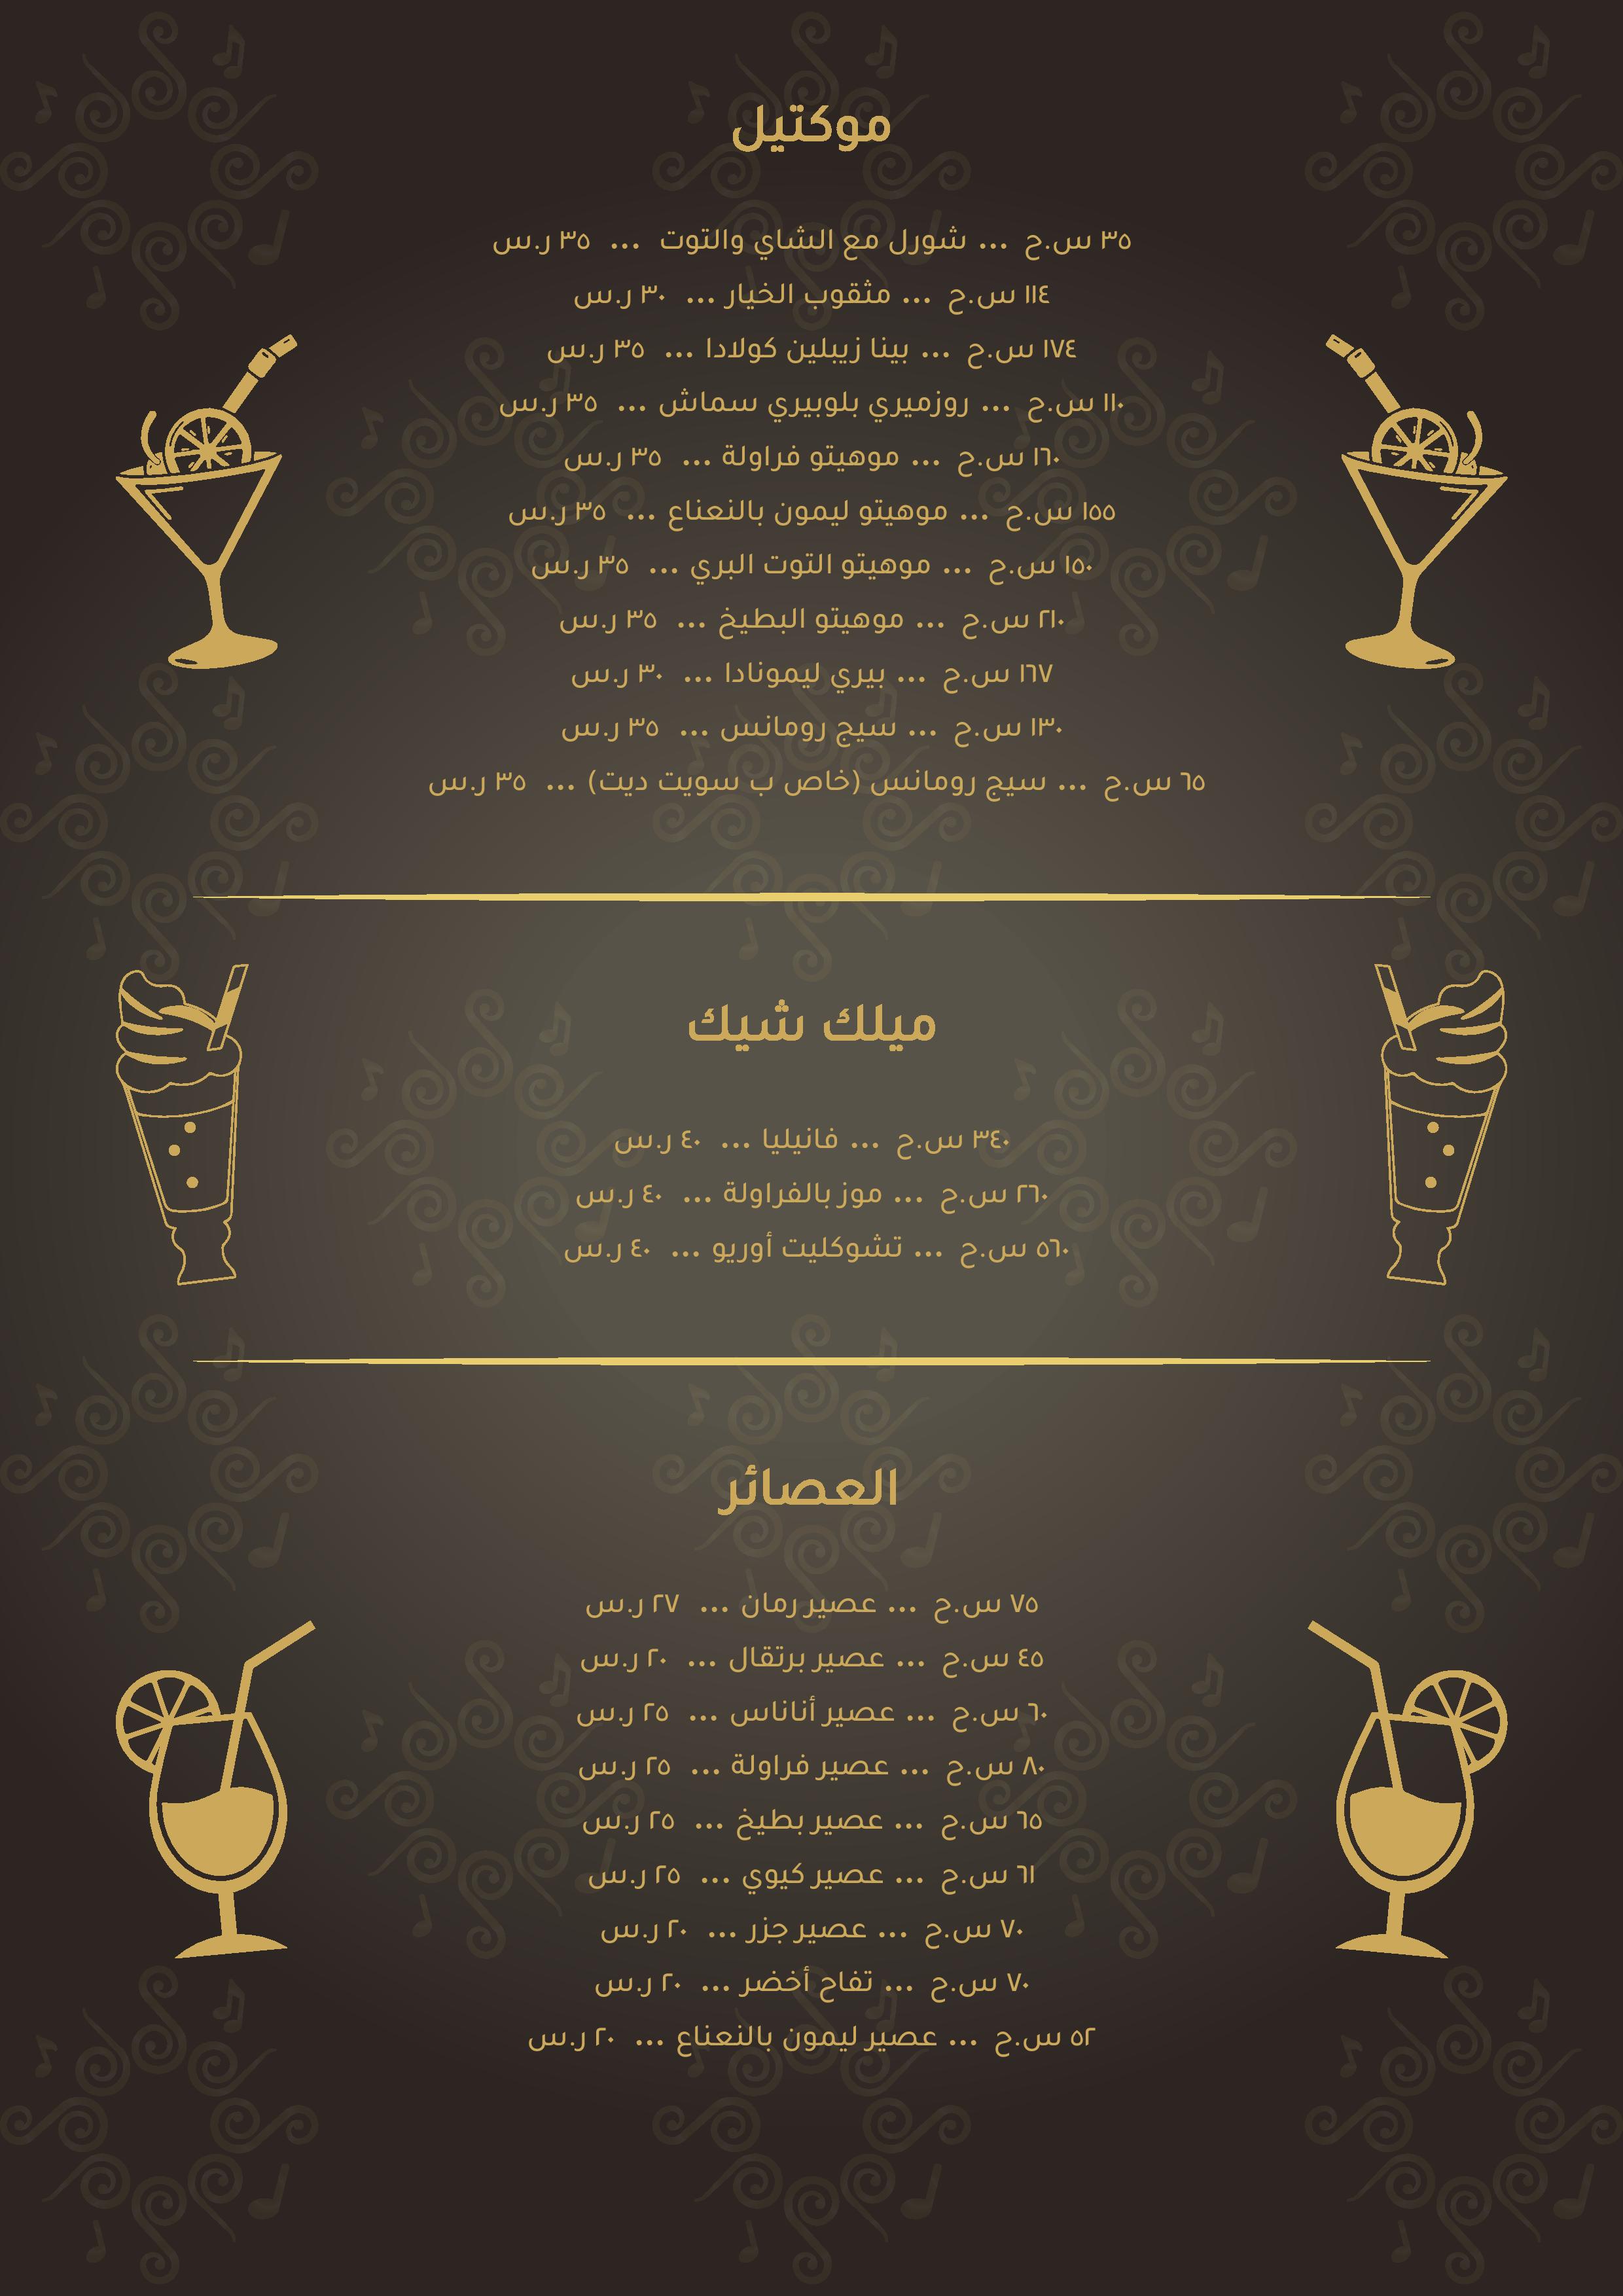 موكتيل
٣٥ س.ح ... شورل مع الشاي والتوت ... ٣٥ ر.س
١١٤ س.ح ... مثقوب الخيار ... ٣٠ ر.س
١٧٤ س.ح ... بينا زيبلين كولادا ... ٣٥ ر.س
١١٠ س.ح ... روزميري بلوبيري سماش ... ٣٥ ر.س
١٦٠ س.ح ... موهيتو فراولة ... ٣٥ ر.س
١٥٥ س.ح ... موهيتو ليمون بالنعناع ... ٣٥ ر.س
١٥٠ س.ح ... موهيتو التوت البري ... ٣٥ ر.س
٢١٠ س.ح ... موهيتو البطيخ ... ٣٥ ر.س
١٦٧ س.ح ... بيري ليمونادا ... ٣٠ ر.س
١٣٠ س.ح ... سيج رومانس ... ٣٥ ر.س
٦٥ س.ح ... سيج رومانس (خاص ب سويت ديت) ... ٣٥ ر.س
ميلك شيك
٣٤٠ س.ح ... فانيليا ... ٤٠ ر.س
٢٦٠ س.ح ... موز بالفراولة ... ٤٠ ر.س
٥٦٠ س.ح ... تشوكليت أوريو ... ٤٠ ر.س
العصائر
٧٥ س.ح ... عصير رمان ... ٢٧ ر.س
٤٥ س.ح ... عصير برتقال ... ٢٠ ر.س
٦٠ س.ح ... عصير أناناس ... ٢٥ ر.س
٨٠ س.ح ... عصير فراولة ... ٢٥ ر.س
٦٥ س.ح ... عصير بطيخ ... ٢٥ ر.س
٦١ س.ح ... عصير كيوي ... ٢٥ ر.س
٧٠ س.ح ... عصير جزر ... ٢٠ ر.س
٧٠ س.ح ... تفاح أخضر ... ٢٠ ر.س
٥٢ س.ح ... عصير ليمون بالنعناع ... ٢٠ ر.س